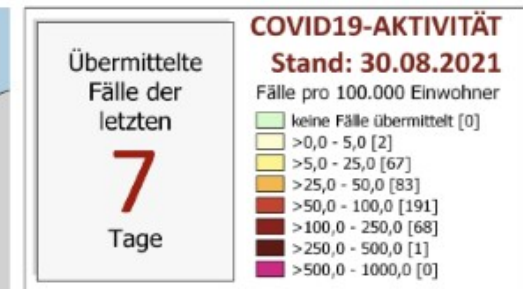 Übermittelte
Fälle der
letzten
7
Tage
COVID19-AKTIVITÄT
Stand: 30.08.2021
Fälle pro 100.000 Einwohner
keine Fälle übermittelt [0]
>0,0 - 5,0 [2]
>5,0 - 25,0 [67]
>25,0 - 50,0 [83]
>50,0 - 100,0 [191]
>100,0 - 250,0 [68]
>250,0 - 500,0 [1]
>500,0 - 1000,0 [0]